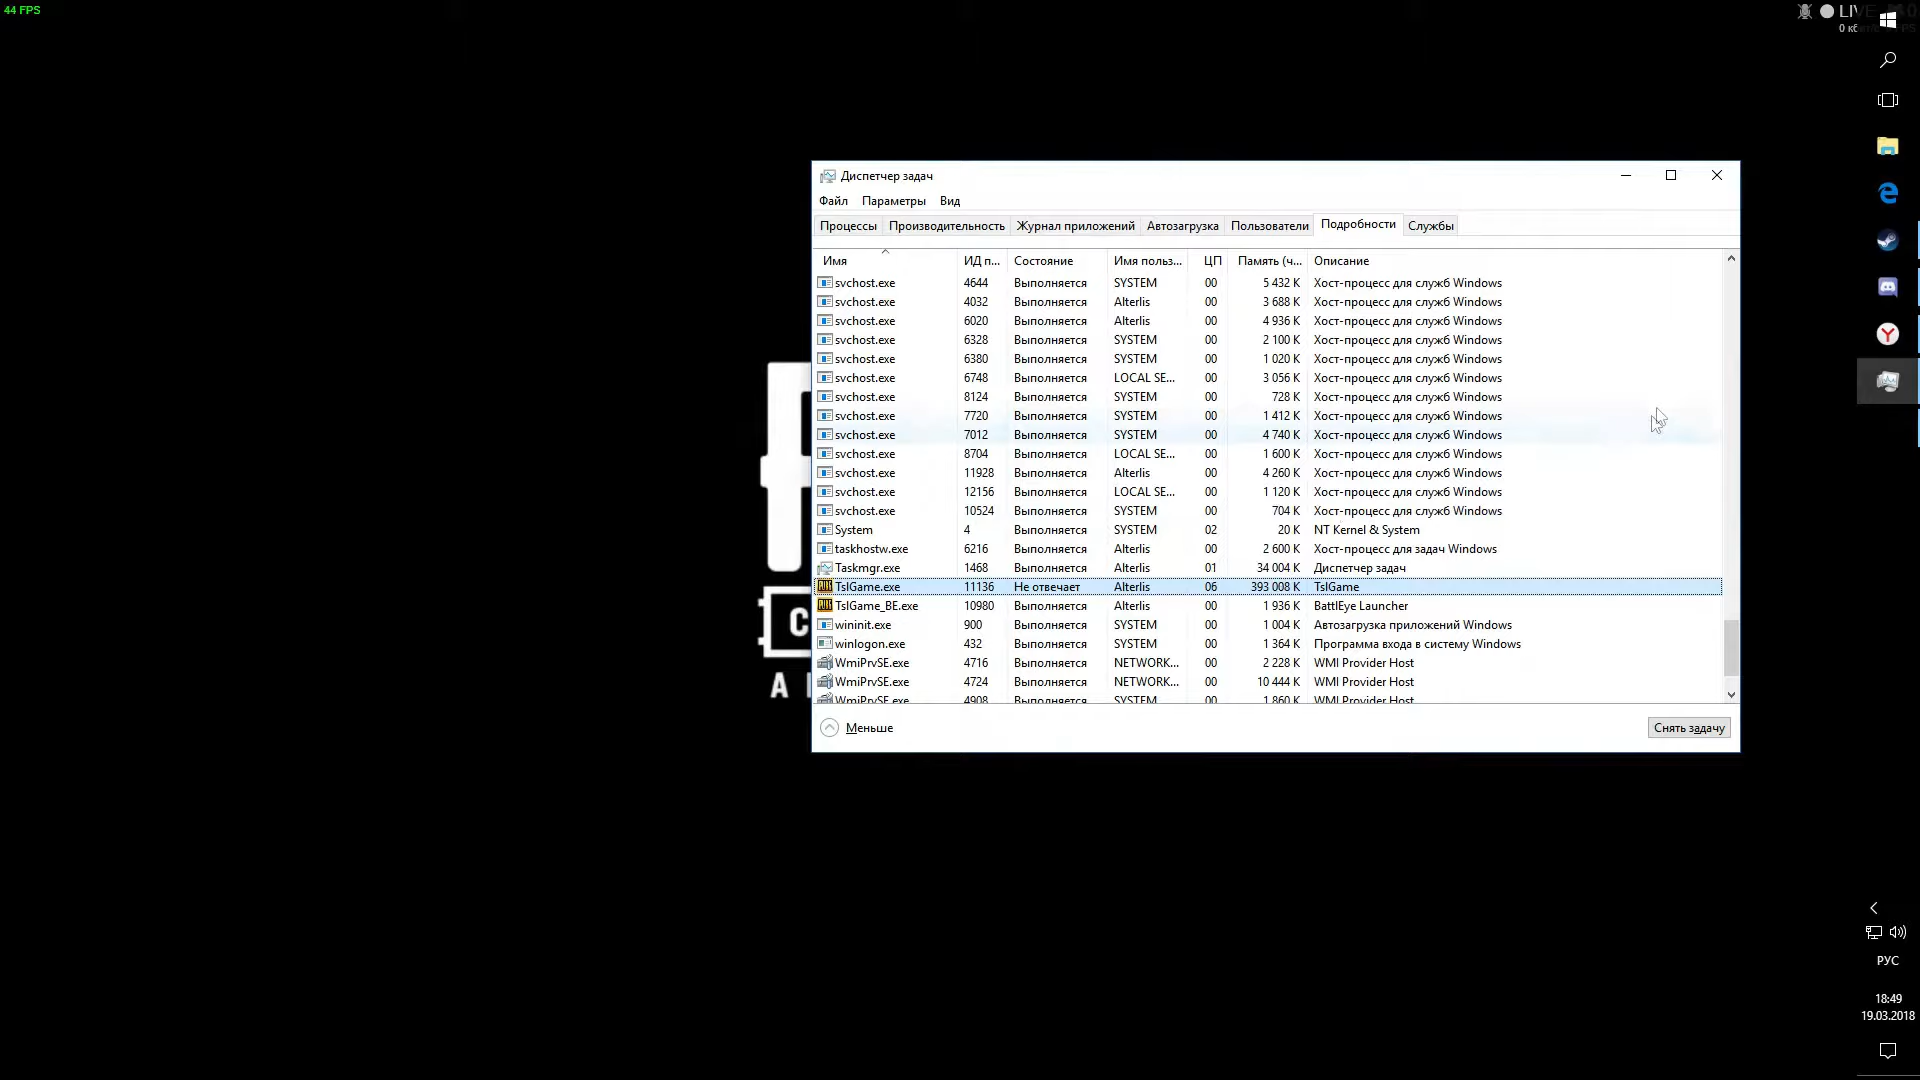 44 FPS
LIVE
0 кб
Диспетчер задач
Файл Параметры Вид
Процессы Производительность Журнал приложений Автозагрузка Пользователи Подробности Службы
Имя ИД п... Состояние Имя польз... ЦП Память (ч... Описание
svchost.exe 4644 Выполняется SYSTEM 00 5 432 K Хост-процесс для служб Windows
svchost.exe 4032 Выполняется Alterlis 00 3 688 K Хост-процесс для служб Windows
svchost.exe 6020 Выполняется Alterlis 00 4 936 K Хост-процесс для служб Windows
svchost.exe 6328 Выполняется SYSTEM 00 2 100 K Хост-процесс для служб Windows
svchost.exe 6380 Выполняется SYSTEM 00 1 020 K Хост-процесс для служб Windows
svchost.exe 6748 Выполняется LOCAL SE... 00 3 056 K Хост-процесс для служб Windows
svchost.exe 8124 Выполняется SYSTEM 00 728 K Хост-процесс для служб Windows
svchost.exe 7720 Выполняется SYSTEM 00 1 412 K Хост-процесс для служб Windows
svchost.exe 7012 Выполняется SYSTEM 00 4 740 K Хост-процесс для служб Windows
svchost.exe 8704 Выполняется LOCAL SE... 00 1 600 K Хост-процесс для служб Windows
svchost.exe 11928 Выполняется Alterlis 00 4 260 K Хост-процесс для служб Windows
svchost.exe 12156 Выполняется LOCAL SE... 00 1 120 K Хост-процесс для служб Windows
svchost.exe 10524 Выполняется SYSTEM 00 704 K Хост-процесс для служб Windows
System 4 Выполняется SYSTEM 02 20 K NT Kernel & System
taskhostw.exe 6216 Выполняется Alterlis 00 2 600 K Хост-процесс для задач Windows
Taskmgr.exe 1468 Выполняется Alterlis 01 34 004 K Диспетчер задач
TslGame.exe 11136 Не отвечает Alterlis 06 393 008 K TslGame
TslGame_BE.exe 10980 Выполняется Alterlis 00 1 936 K BattlEye Launcher
wininit.exe 900 Выполняется SYSTEM 00 1 004 K Автозагрузка приложений Windows
winlogon.exe 432 Выполняется SYSTEM 00 1 364 K Программа входа в систему Windows
WmiPrvSE.exe 4716 Выполняется NETWORK... 00 2 228 K WMI Provider Host
WmiPrvSE.exe 4724 Выполняется NETWORK... 00 10 444 K WMI Provider Host
WmiPrvSE.exe 4908 Выполняется SYSTEM 00 1 860 K WMI Provider Host
Меньше Снять задачу
C
A
РУС
18:49
19.03.2018